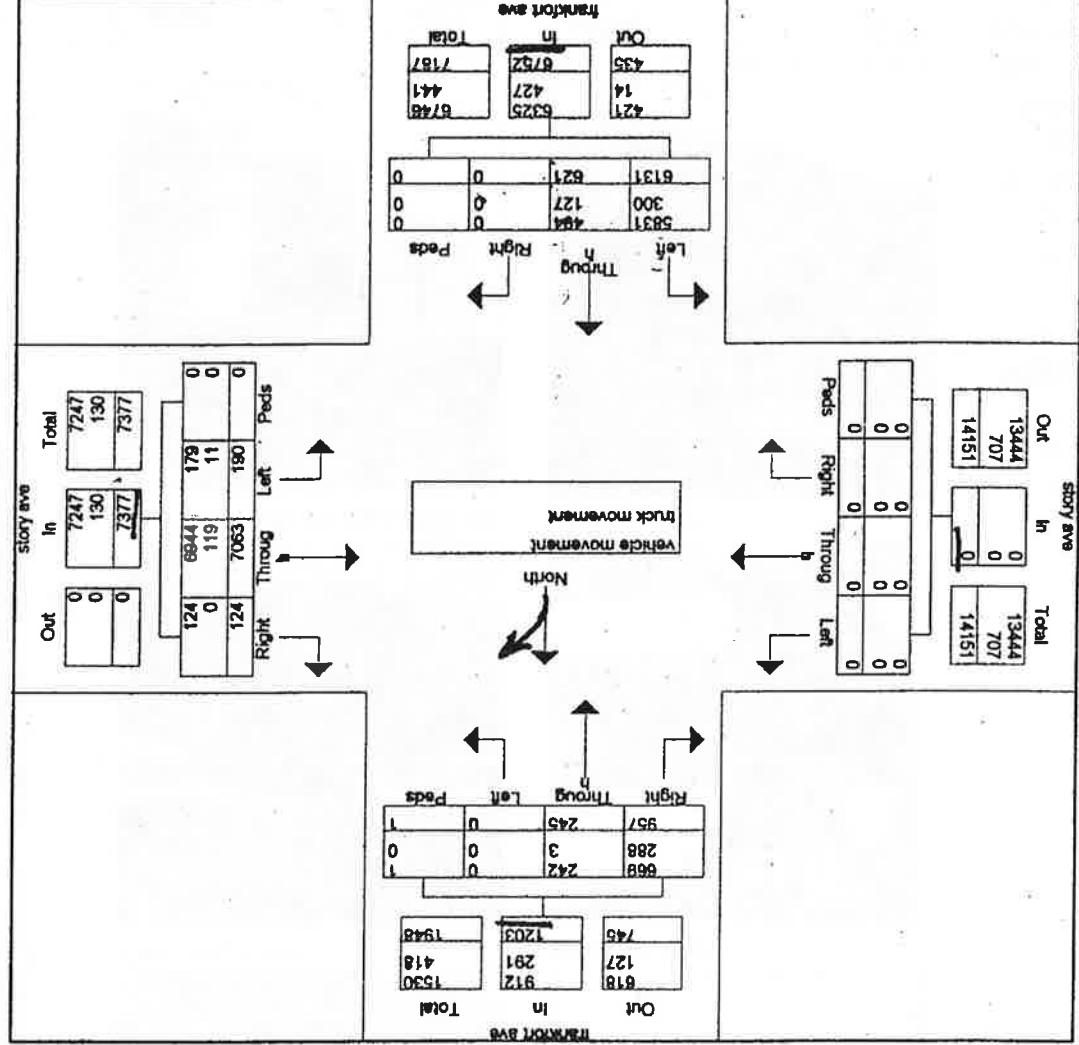 frankfort ave
Out In Total
618 912 1530
127 291 418
745 1203 1948
669 242 0 1
288 3 0 0
957 245 0 1
Right Throug Left Peds
h
story ave
Out In Total
0 7247 7247
0 130 130
0 7377 7377
124 6944 179 0
0 119 11 0
124 7063 190 0
Right Throug Left Peds
h
North
vehicle movement
truck movement
story ave
Total In Out
13444 0 13444
707 0 707
14151 0 14151
Left Throug Right Peds
h
0 0 0 0
0 0 0 0
0 0 0 0
Left Throug Right Peds
h
5831 494 0 0
300 127 0 0
6131 621 0 0
421 6325 6746
14 427 441
435 6752 7187
Out In Total
frankfort ave